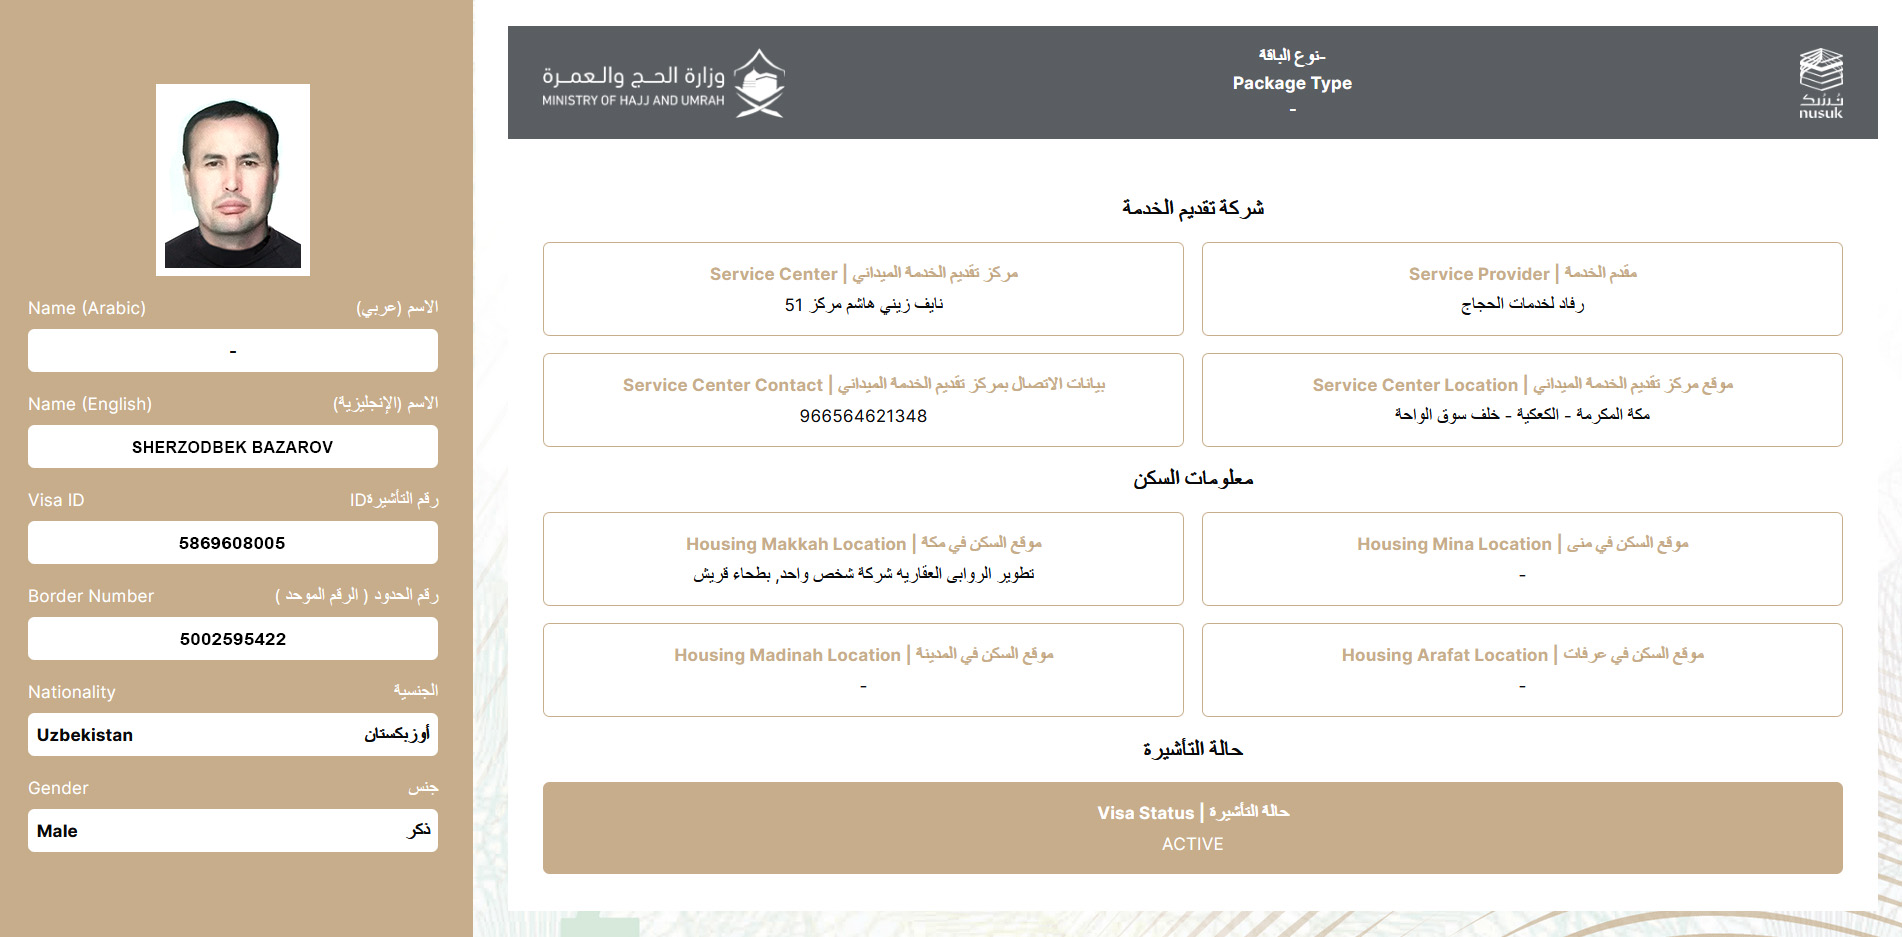 الاسم (عربي) Name (Arabic)
-
الاسم (الإنجليزية) Name (English)
SHERZODBEK BAZAROV
رقم التأشيرةID Visa ID
5869608005
رقم الحدود ( الرقم الموحد ) Border Number
5002595422
الجنسية Nationality
أوزبكستان Uzbekistan
جنس Gender
ذكر Male
وزارة الحج والعمرة
MINISTRY OF HAJJ AND UMRAH
نوع الباقة-
Package Type
-
نُسُك
nusuk
شركة تقديم الخدمة
مقدم الخدمة | Service Provider
رفاد لخدمات الحجاج
مركز تقديم الخدمة الميداني | Service Center
نايف زيني هاشم مركز 51
موقع مركز تقديم الخدمة الميداني | Service Center Location
مكة المكرمة - الكعكية - خلف سوق الواحة
بيانات الاتصال بمركز تقديم الخدمة الميداني | Service Center Contact
966564621348
معلومات السكن
موقع السكن في منى | Housing Mina Location
-
موقع السكن في مكة | Housing Makkah Location
تطوير الروابى العقاريه شركة شخص واحد, بطحاء قريش
موقع السكن في عرفات | Housing Arafat Location
-
موقع السكن في المدينة | Housing Madinah Location
-
حالة التأشيرة
حالة التأشيرة | Visa Status
ACTIVE